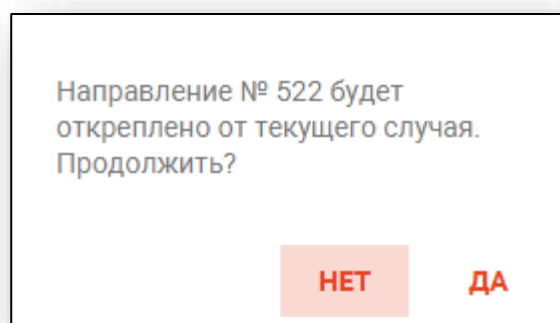 Направление № 522 будет
откреплено от текущего случая.
Продолжить?
НЕТ ДА